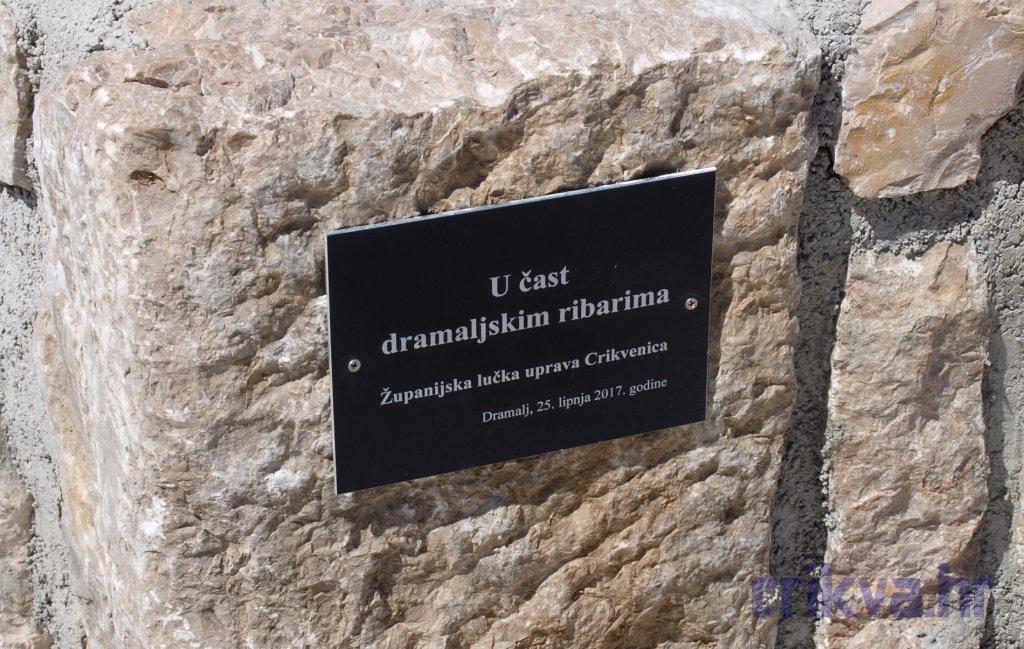 U čast
dramaljskim ribarima
Županijska lučka uprava Crikvenica
Dramalj, 25. lipnja 2017. godine
crikva.hr